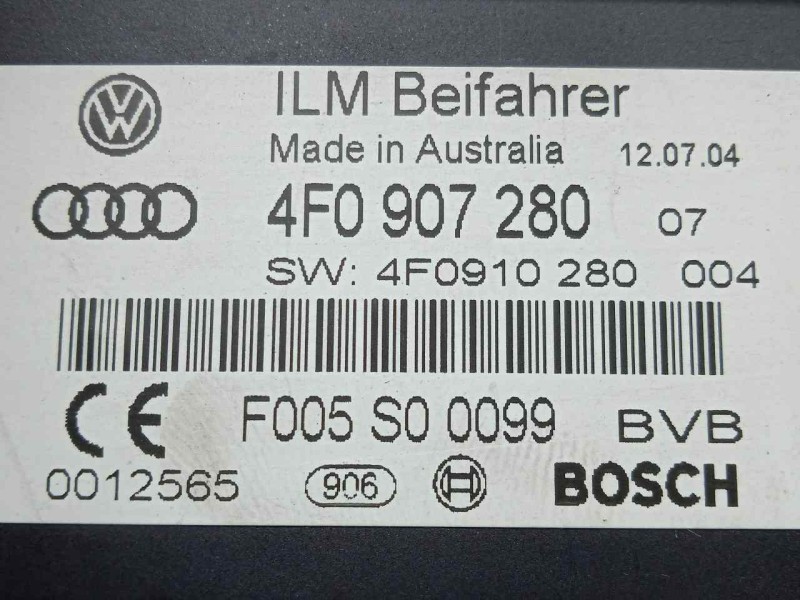 ILM Beifahrer
Made in Australia 12.07.04
4F0 907 280 07
SW: 4F0910 280 004
CE F005 S0 0099 BVB
0012565 906 BOSCH